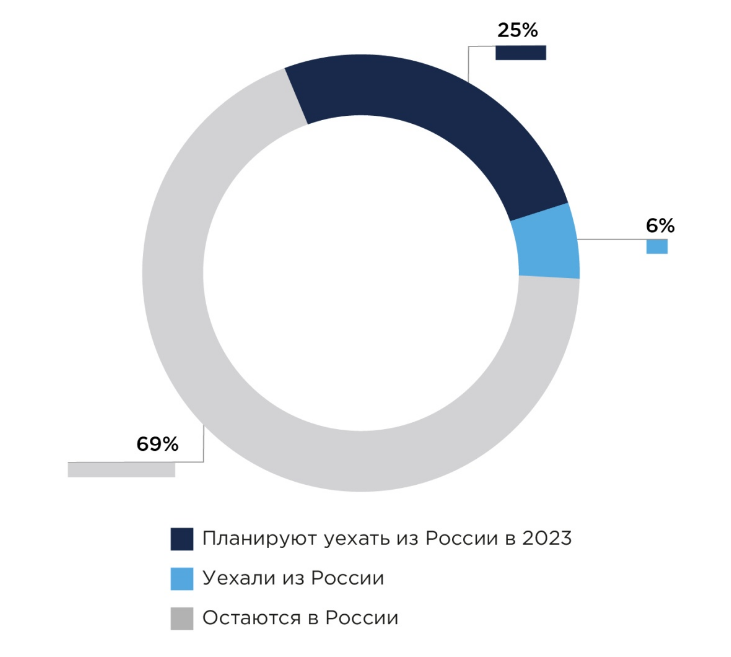 25%
6%
69%
Планируют уехать из России в 2023
Уехали из России
Остаются в России